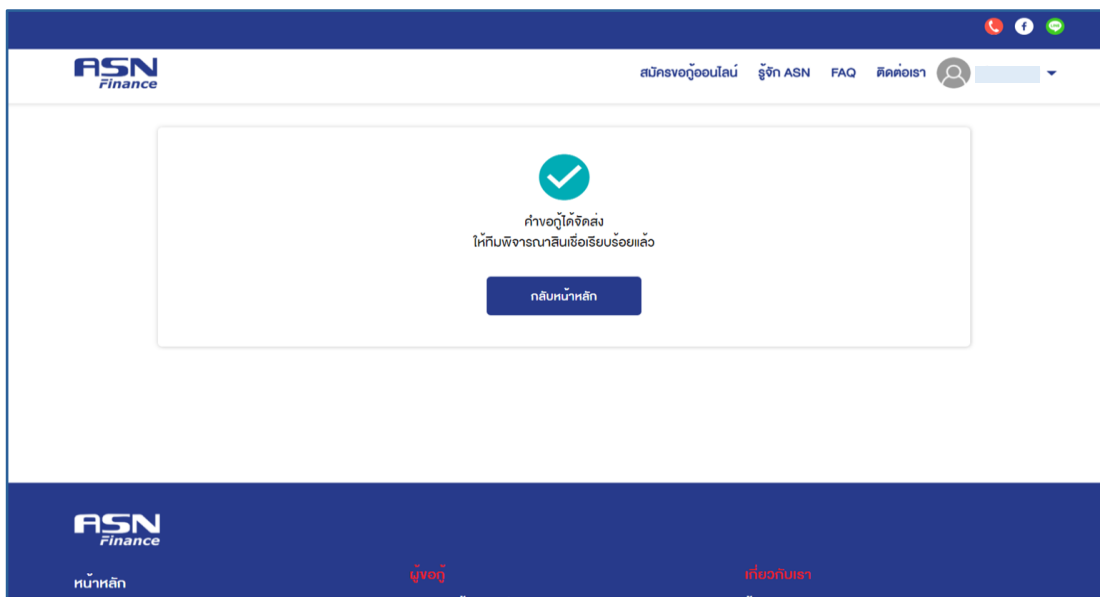 ASN
Finance
สมัครขอกู้ออนไลน์ รู้จัก ASN FAQ ติดต่อเรา
คำขอกู้ได้จัดส่ง
ให้ทีมพิจารณาสินเชื่อเรียบร้อยแล้ว
กลับหน้าหลัก
ASN
Finance
หน้าหลัก ผู้ขอกู้ เกี่ยวกับเรา